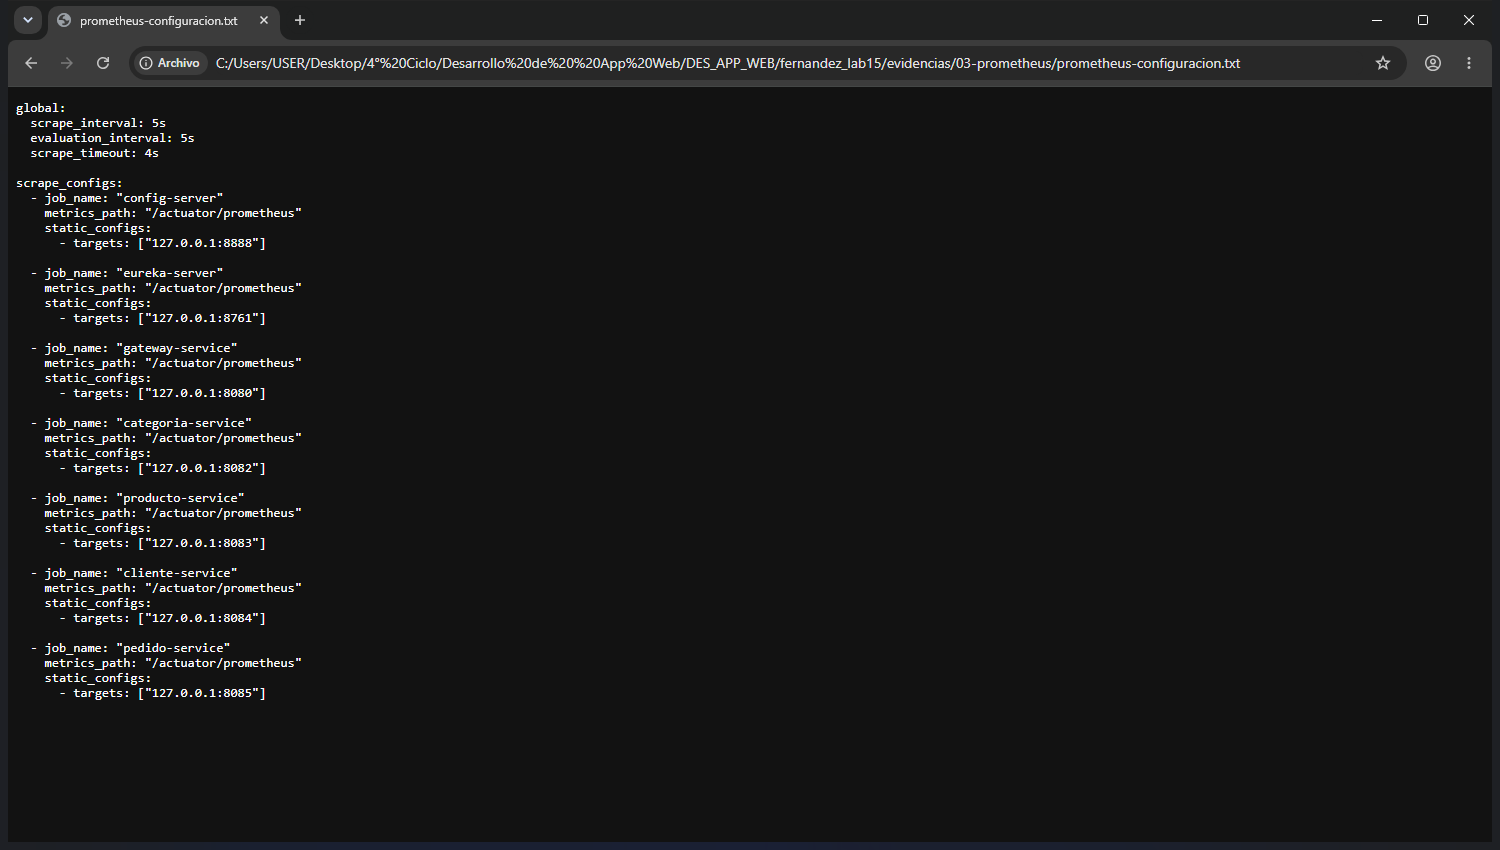 prometheus-configuracion.txt
Archivo
C:/Users/USER/Desktop/4°%20Ciclo/Desarrollo%20de%20%20App%20Web/DES_APP_WEB/fernandez_lab15/evidencias/03-prometheus/prometheus-configuracion.txt
global:
  scrape_interval: 5s
  evaluation_interval: 5s
  scrape_timeout: 4s

scrape_configs:
  - job_name: "config-server"
    metrics_path: "/actuator/prometheus"
    static_configs:
      - targets: ["127.0.0.1:8888"]

  - job_name: "eureka-server"
    metrics_path: "/actuator/prometheus"
    static_configs:
      - targets: ["127.0.0.1:8761"]

  - job_name: "gateway-service"
    metrics_path: "/actuator/prometheus"
    static_configs:
      - targets: ["127.0.0.1:8080"]

  - job_name: "categoria-service"
    metrics_path: "/actuator/prometheus"
    static_configs:
      - targets: ["127.0.0.1:8082"]

  - job_name: "producto-service"
    metrics_path: "/actuator/prometheus"
    static_configs:
      - targets: ["127.0.0.1:8083"]

  - job_name: "cliente-service"
    metrics_path: "/actuator/prometheus"
    static_configs:
      - targets: ["127.0.0.1:8084"]

  - job_name: "pedido-service"
    metrics_path: "/actuator/prometheus"
    static_configs:
      - targets: ["127.0.0.1:8085"]